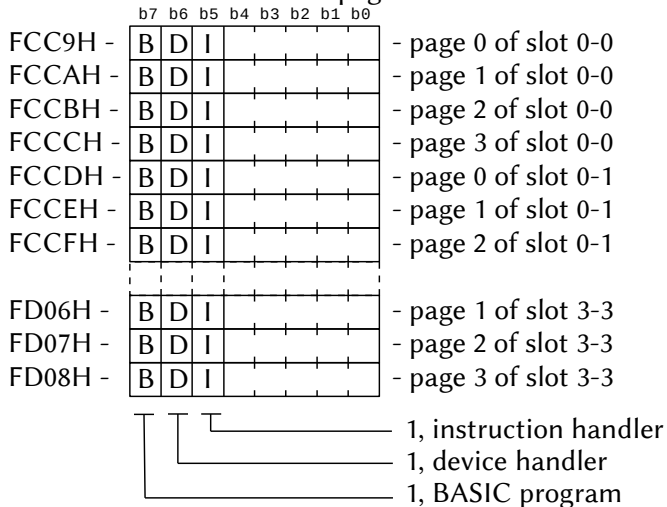 b7 b6 b5 b4 b3 b2 b1 b0
FCC9H - B D I - page 0 of slot 0-0
FCCAH - B D I - page 1 of slot 0-0
FCCBH - B D I - page 2 of slot 0-0
FCCCH - B D I - page 3 of slot 0-0
FCCDH - B D I - page 0 of slot 0-1
FCCEH - B D I - page 1 of slot 0-1
FCCFH - B D I - page 2 of slot 0-1
FD06H - B D I - page 1 of slot 3-3
FD07H - B D I - page 2 of slot 3-3
FD08H - B D I - page 3 of slot 3-3
1, instruction handler
1, device handler
1, BASIC program